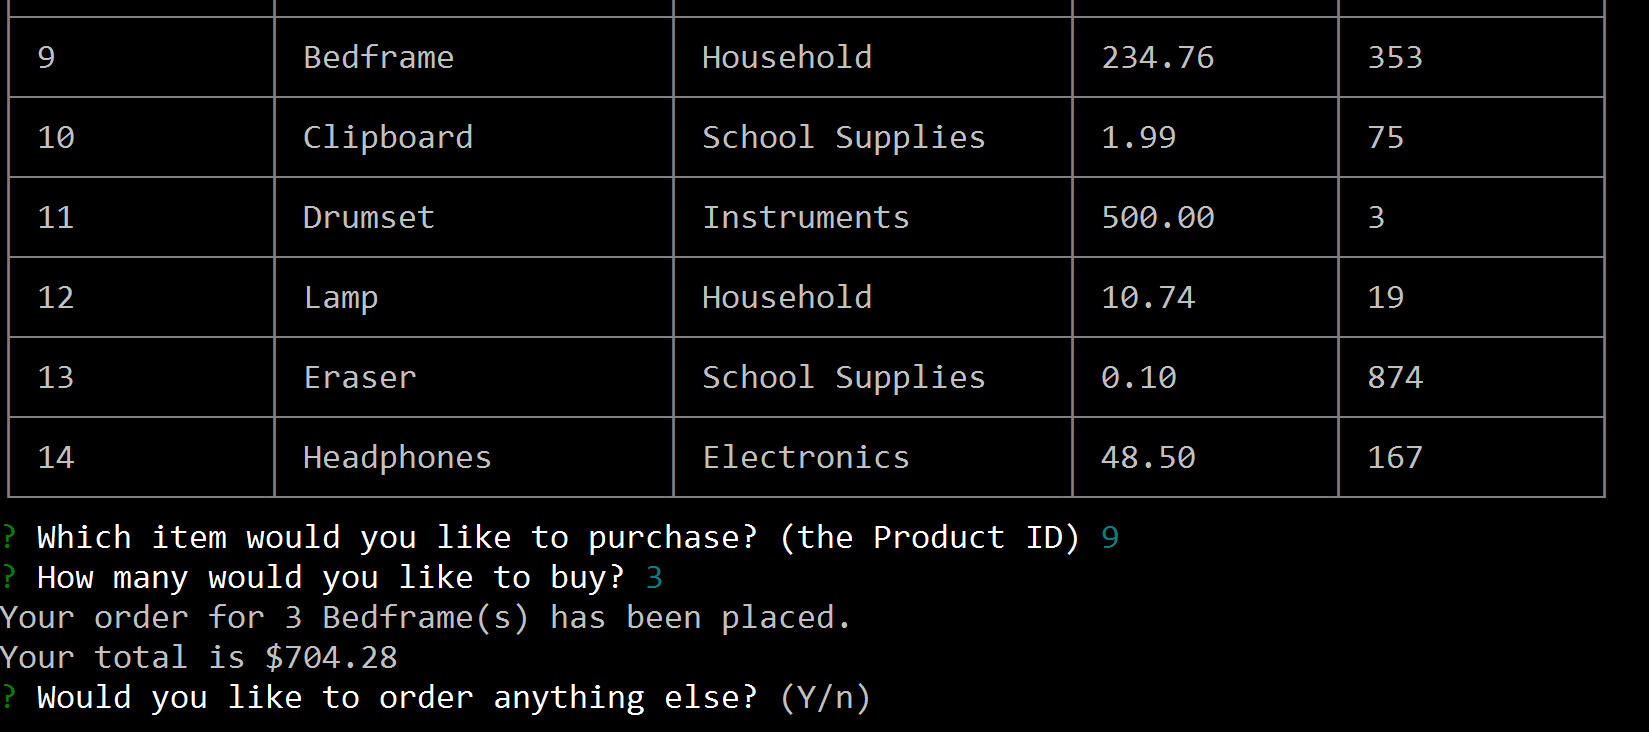 9 Bedframe Household 234.76 353
10 Clipboard School Supplies 1.99 75
11 Drumset Instruments 500.00 3
12 Lamp Household 10.74 19
13 Eraser School Supplies 0.10 874
14 Headphones Electronics 48.50 167
? Which item would you like to purchase? (the Product ID) 9
? How many would you like to buy? 3
Your order for 3 Bedframe(s) has been placed.
Your total is $704.28
? Would you like to order anything else? (Y/n)